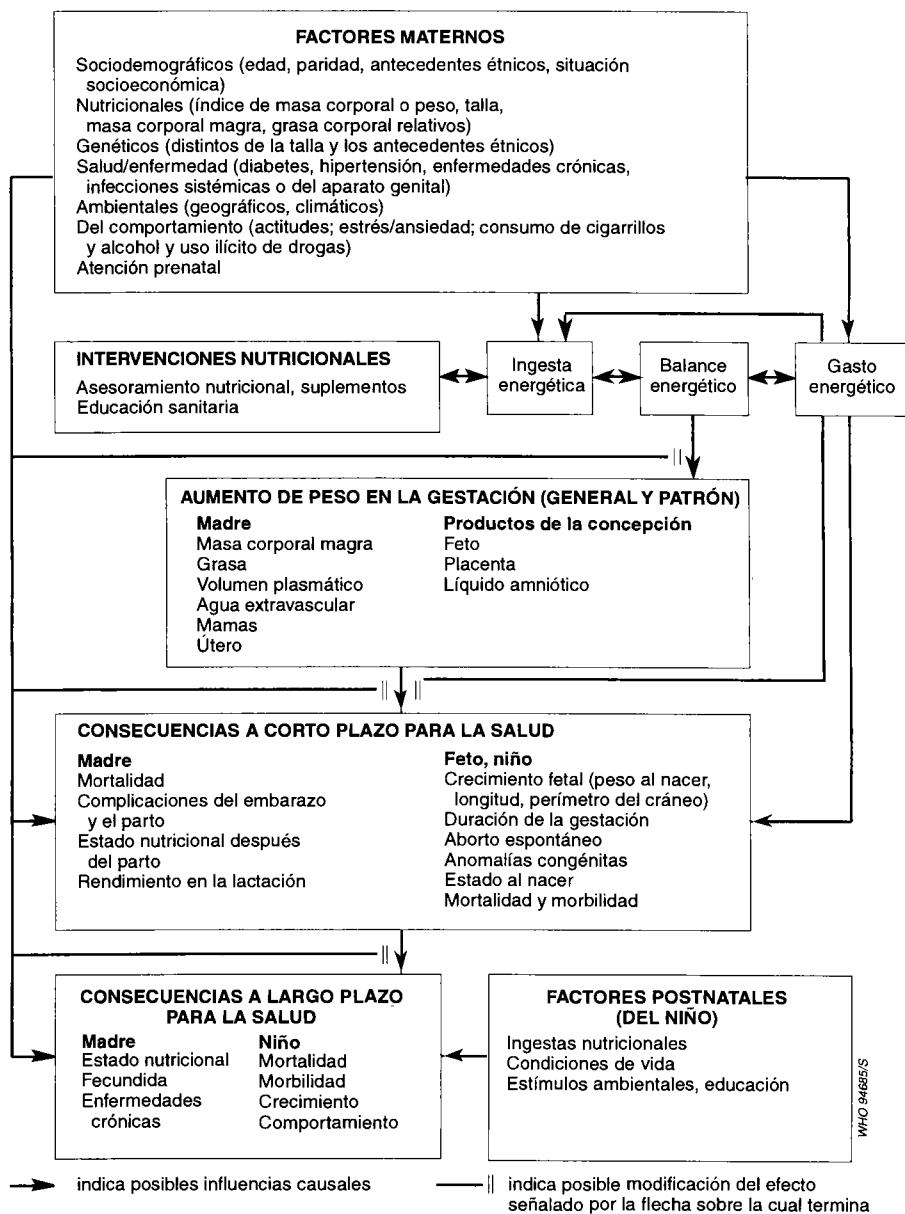 FACTORES MATERNOS
Sociodemográficos (edad, paridad, antecedentes étnicos, situación
socioeconómica)
Nutricionales (índice de masa corporal o peso, talla,
masa corporal magra, grasa corporal relativos)
Genéticos (distintos de la talla y los antecedentes étnicos)
Salud/enfermedad (diabetes, hipertensión, enfermedades crónicas,
infecciones sistémicas o del aparato genital)
Ambientales (geográficos, climáticos)
Del comportamiento (actitudes; estrés/ansiedad; consumo de cigarrillos
y alcohol y uso ilícito de drogas)
Atención prenatal
INTERVENCIONES NUTRICIONALES
Asesoramiento nutricional, suplementos
Educación sanitaria
Ingesta
energética
Balance
energético
Gasto
energético
AUMENTO DE PESO EN LA GESTACIÓN (GENERAL Y PATRÓN)
Madre
Masa corporal magra
Grasa
Volumen plasmático
Agua extravascular
Mamas
Útero
Productos de la concepción
Feto
Placenta
Líquido amniótico
CONSECUENCIAS A CORTO PLAZO PARA LA SALUD
Madre
Mortalidad
Complicaciones del embarazo
y el parto
Estado nutricional después
del parto
Rendimiento en la lactación
Feto, niño
Crecimiento fetal (peso al nacer,
longitud, perímetro del cráneo)
Duración de la gestación
Aborto espontáneo
Anomalías congénitas
Estado al nacer
Mortalidad y morbilidad
CONSECUENCIAS A LARGO PLAZO
PARA LA SALUD
Madre
Estado nutricional
Fecundida
Enfermedades
crónicas
Niño
Mortalidad
Morbilidad
Crecimiento
Comportamiento
FACTORES POSTNATALES
(DEL NIÑO)
Ingestas nutricionales
Condiciones de vida
Estímulos ambientales, educación
WHO 94685/S
indica posibles influencias causales
indica posible modificación del efecto
señalado por la flecha sobre la cual termina